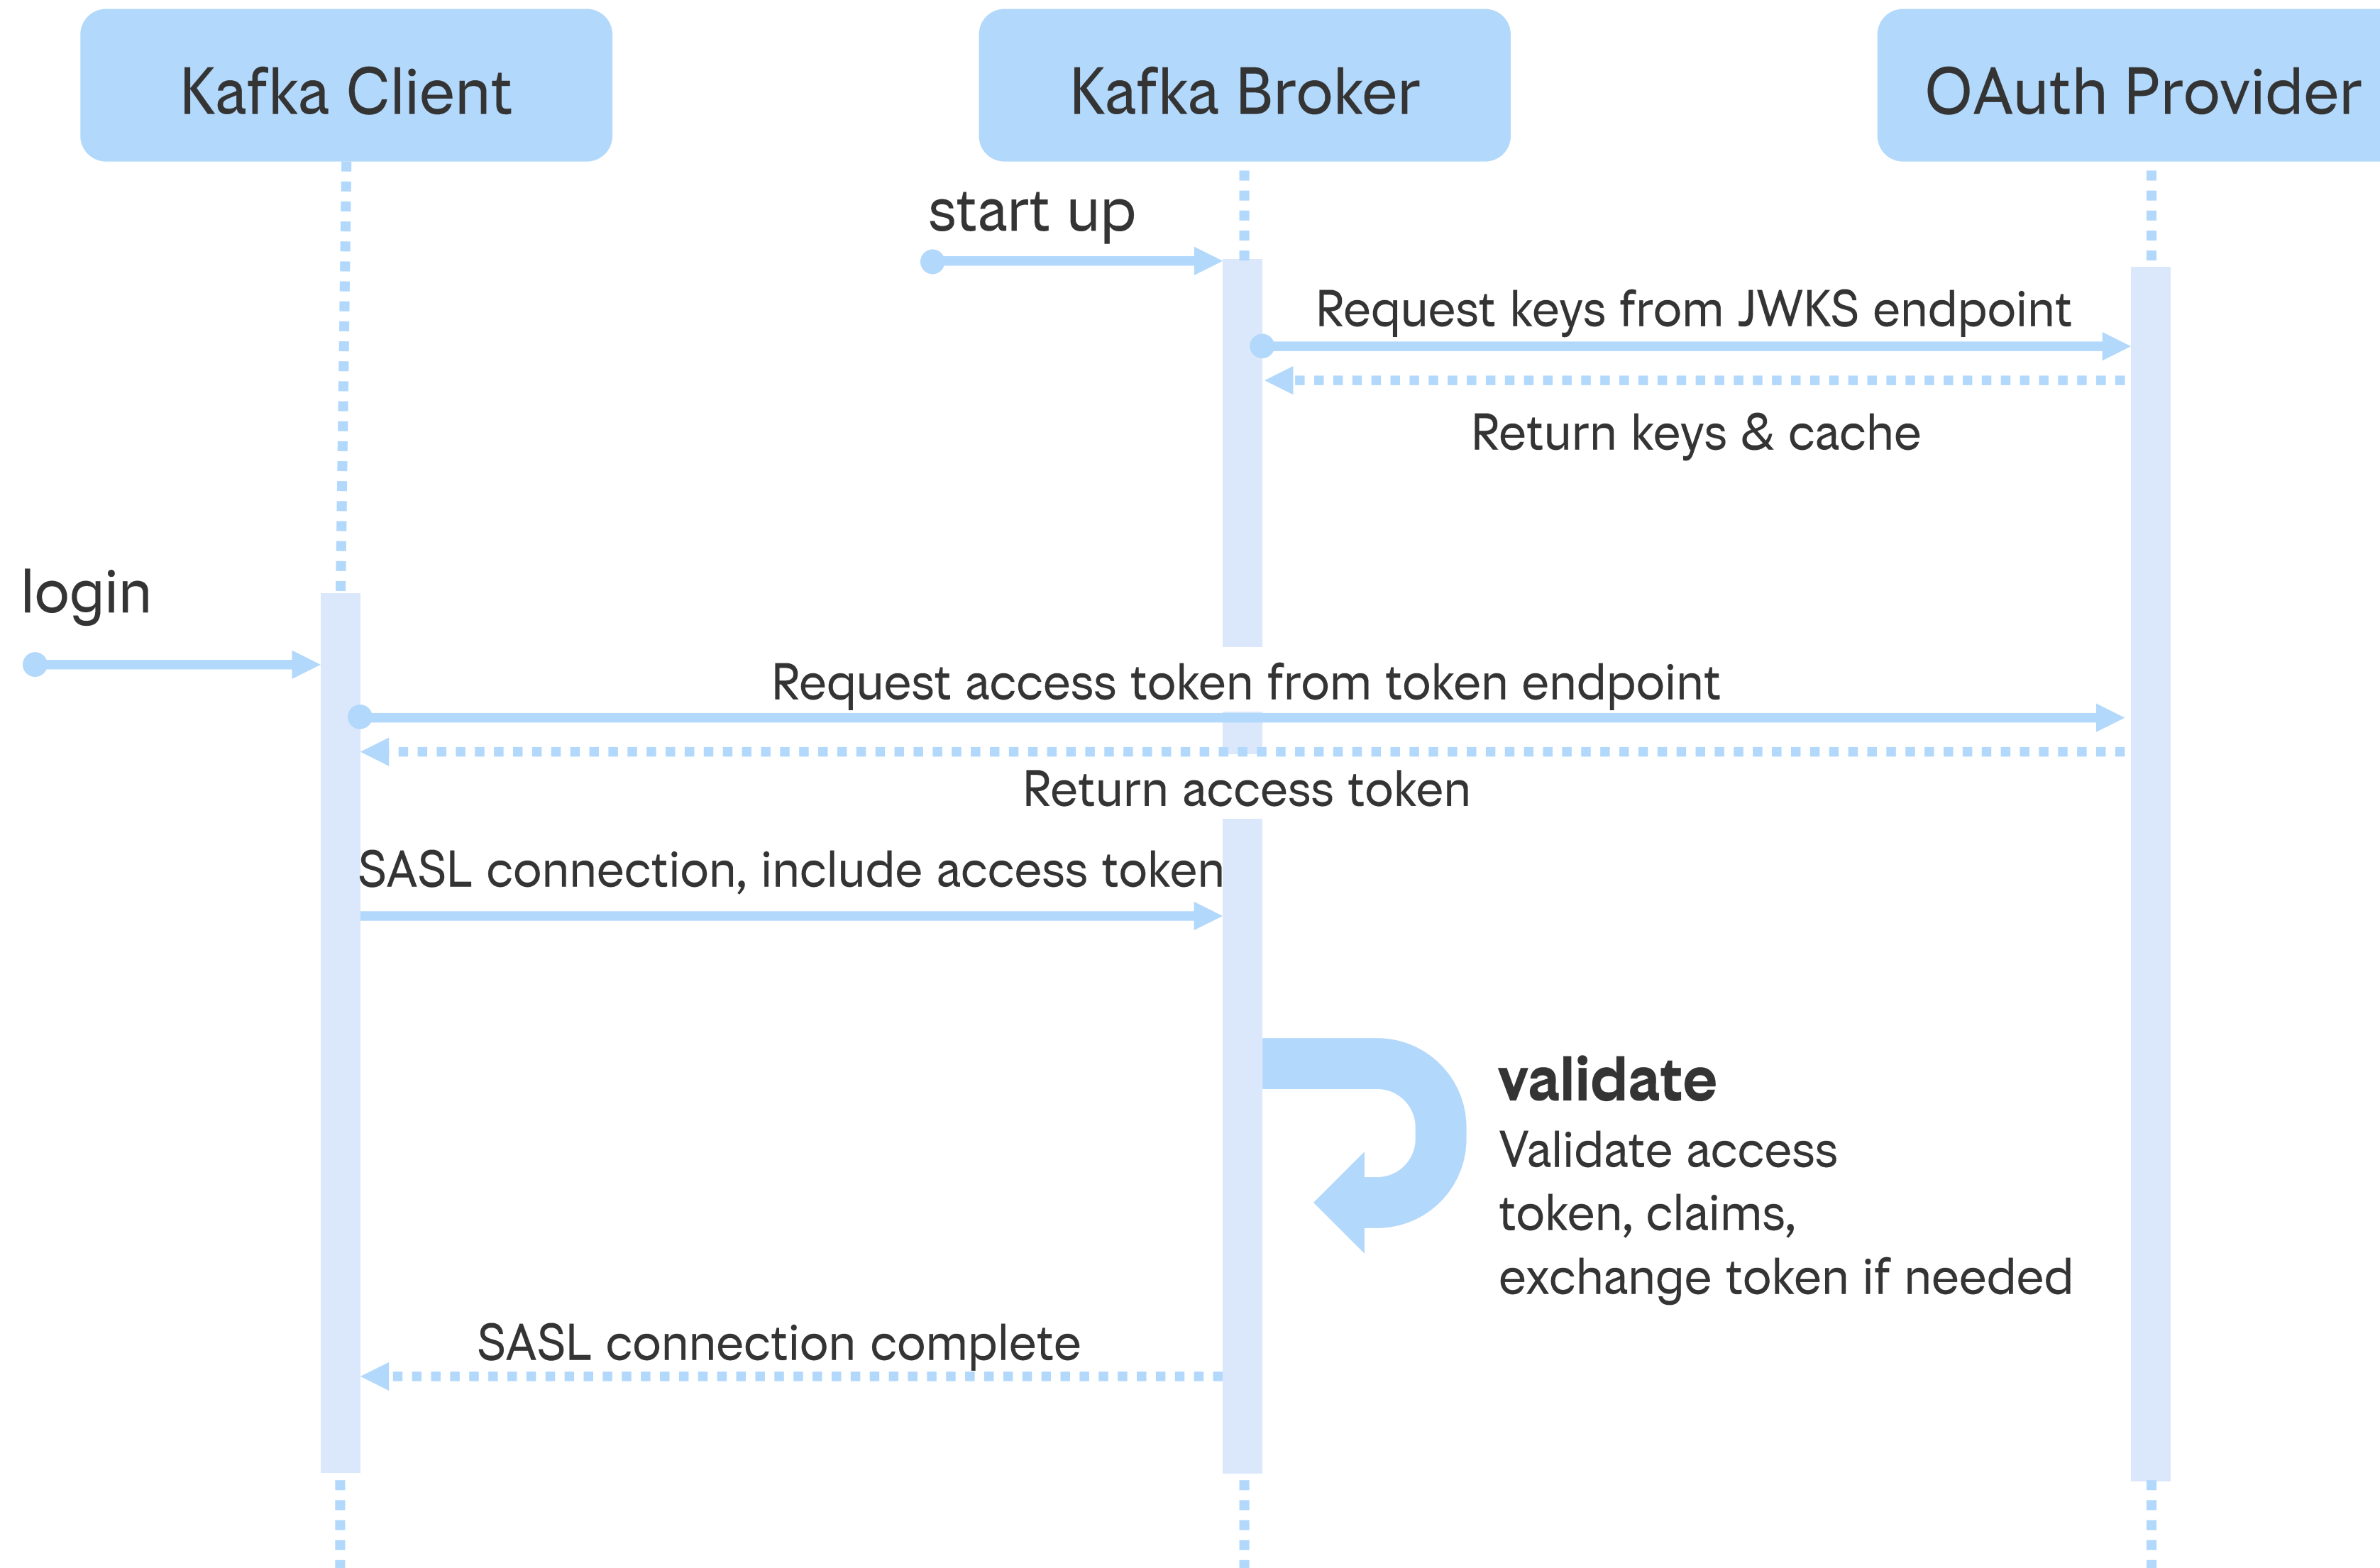 Kafka Client
Kafka Broker
OAuth Provider
start up
Request keys from JWKS endpoint
Return keys & cache
login
Request access token from token endpoint
Return access token
SASL connection, include access token
validate
Validate access
token, claims,
exchange token if needed
SASL connection complete